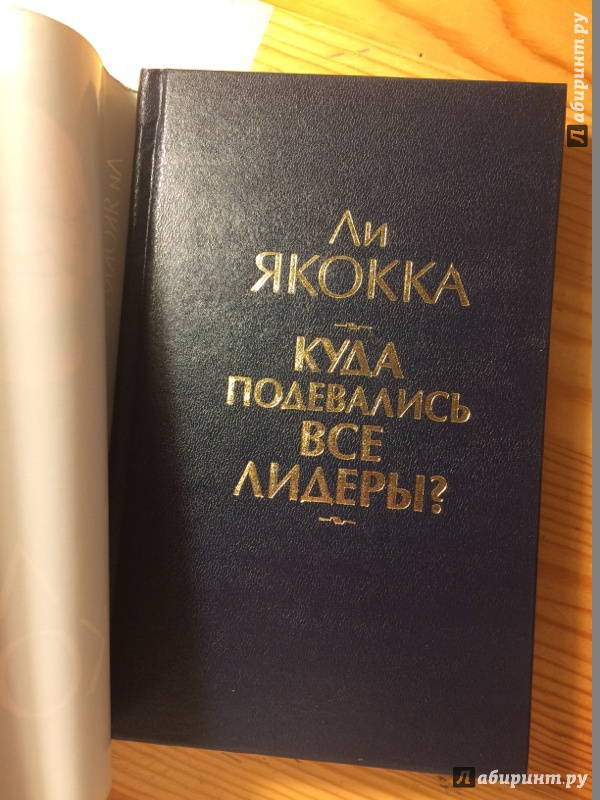 Ли
ЯКОККА
КУДА
ПОДЕВАЛИСЬ
ВСЕ
ЛИДЕРЫ?
Лабиринт.ру
Лабиринт.ру